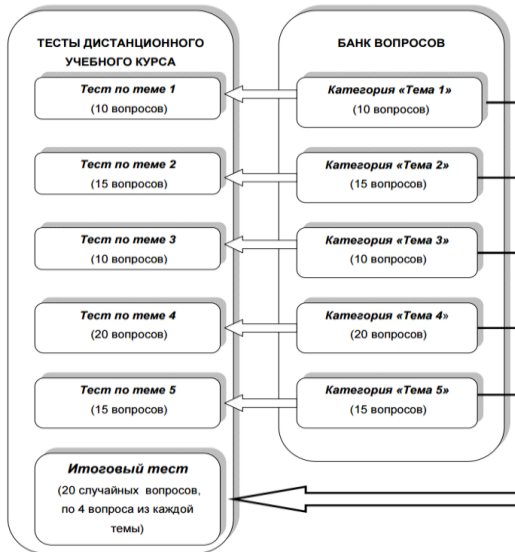 ТЕСТЫ ДИСТАНЦИОННОГО
УЧЕБНОГО КУРСА
Тест по теме 1
(10 вопросов)
Тест по теме 2
(15 вопросов)
Тест по теме 3
(10 вопросов)
Тест по теме 4
(20 вопросов)
Тест по теме 5
(15 вопросов)
Итоговый тест
(20 случайных вопросов,
по 4 вопроса из каждой
темы)
БАНК ВОПРОСОВ
Категория «Тема 1»
(10 вопросов)
Категория «Тема 2»
(15 вопросов)
Категория «Тема 3»
(10 вопросов)
Категория «Тема 4»
(20 вопросов)
Категория «Тема 5»
(15 вопросов)